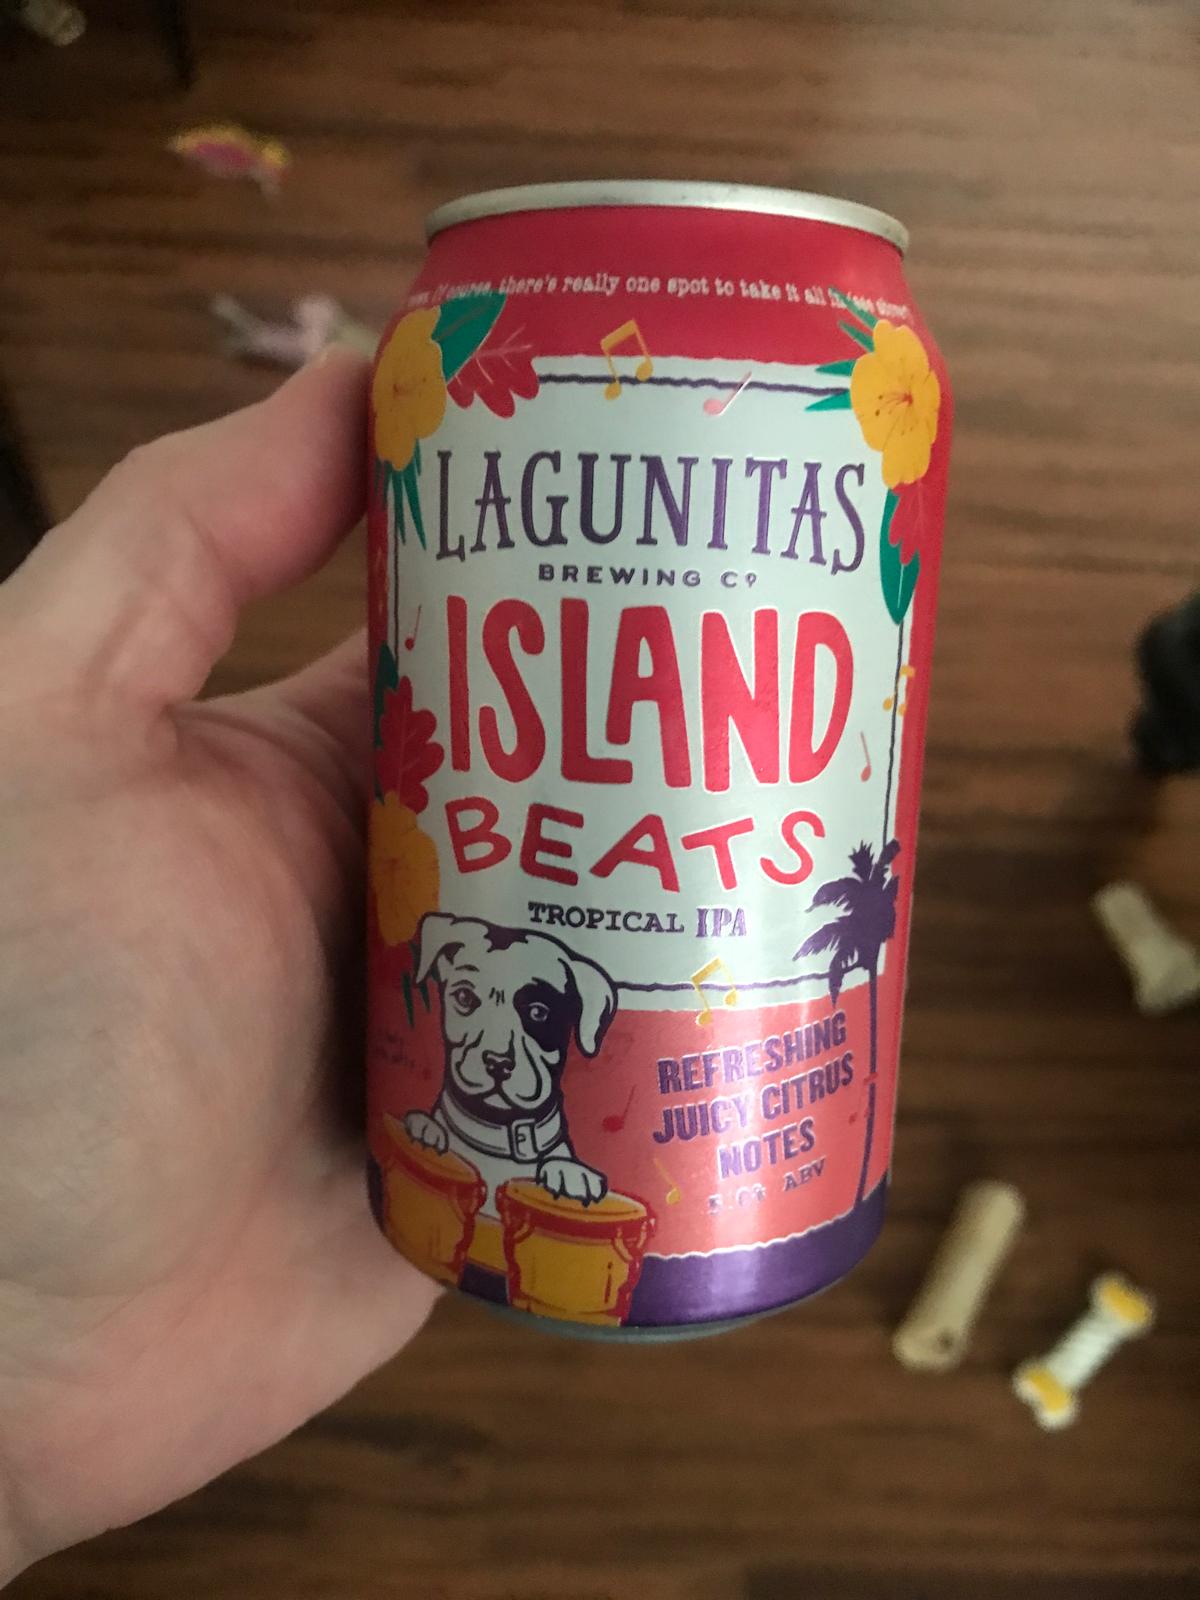 course, there's really one spot to take it all in
LAGUNITAS
BREWING Cº
ISLAND
BEATS
TROPICAL IPA
REFRESHING
JUICY CITRUS
NOTES
ABV